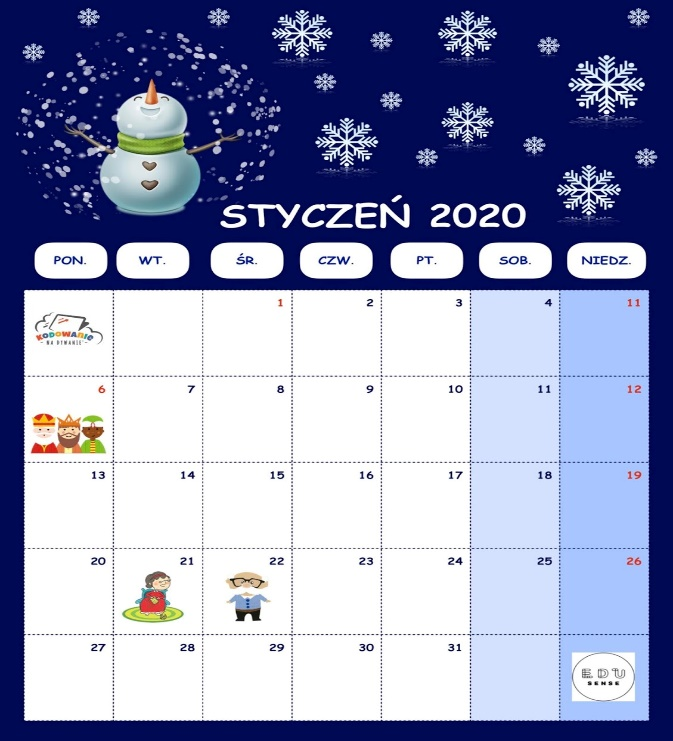 STYCZEŃ 2020
PON. WT. ŚR. CZW. PT. SOB. NIEDZ.
1 2 3 4 11
KODOWANIE
NA DYWANIE
6 7 8 9 10 11 12
13 14 15 16 17 18 19
20 21 22 23 24 25 26
27 28 29 30 31
EDU
SENSE